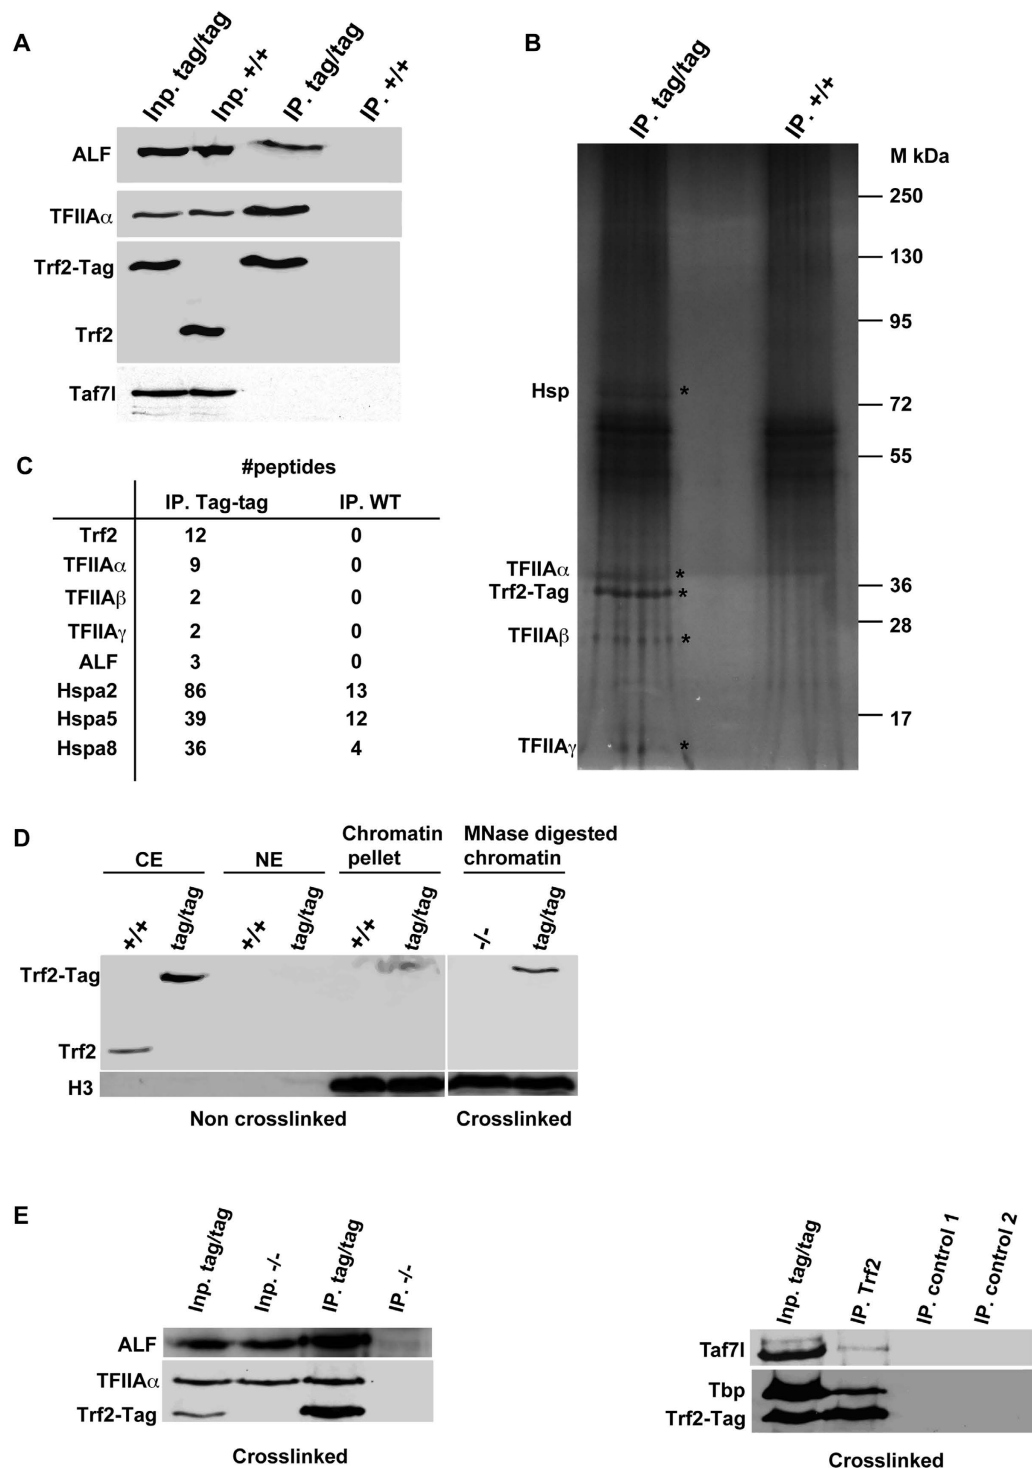 A
Inp. tag/tag
Inp. +/+
IP. tag/tag
IP. +/+
ALF
TFIIAα
Trf2-Tag
Trf2
Taf7l
B
IP. tag/tag
IP. +/+
M kDa
250
130
95
Hsp *
72
55
TFIIAα *
36
Trf2-Tag *
28
TFIIAβ *
17
TFIIAγ *
C
#peptides
IP. Tag-tag IP. WT
Trf2 12 0
TFIIAα 9 0
TFIIAβ 2 0
TFIIAγ 2 0
ALF 3 0
Hspa2 86 13
Hspa5 39 12
Hspa8 36 4
D
CE
NE
Chromatin
pellet
MNase digested
chromatin
+/+
tag/tag
+/+
tag/tag
+/+
tag/tag
-/-
tag/tag
Trf2-Tag
Trf2
H3
Non crosslinked
Crosslinked
E
Inp. tag/tag
Inp. -/-
IP. tag/tag
IP. -/-
ALF
TFIIAα
Trf2-Tag
Crosslinked
Inp. tag/tag
IP. Trf2
IP. control 1
IP. control 2
Taf7l
Tbp
Trf2-Tag
Crosslinked